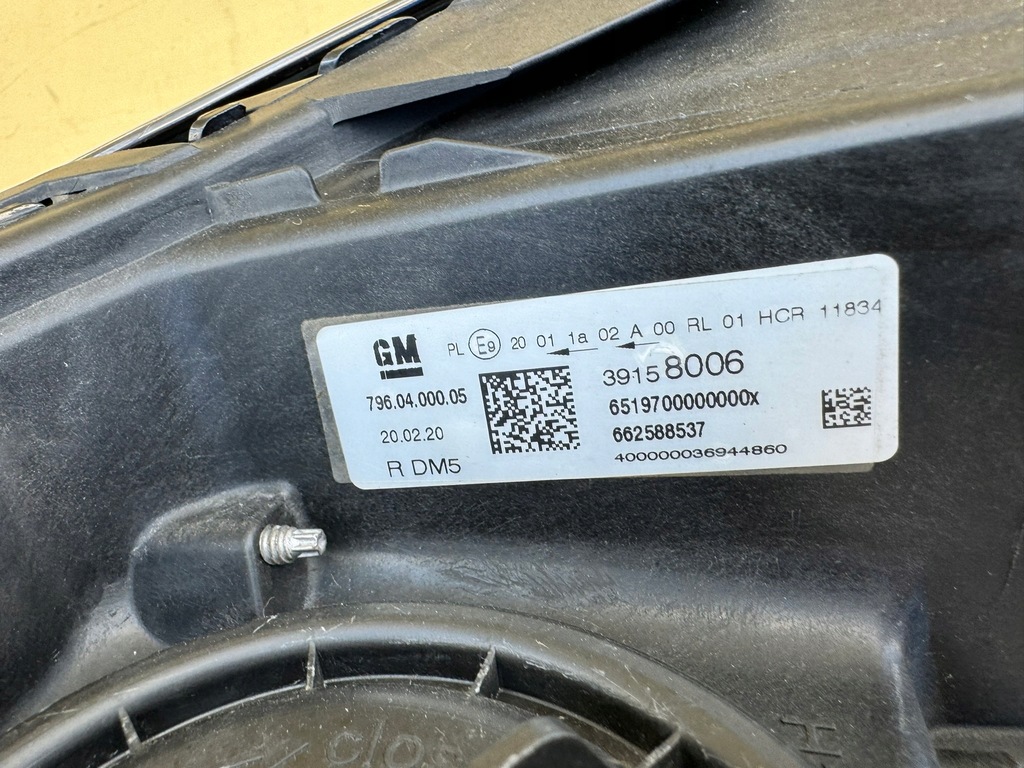 GM
PL E9 20 01 1a 02 A 00 RL 01 HCR 11834
39158006
796.04.000.05
6519700000000x
20.02.20
662588537
R DM5
400000036944860
clos
H